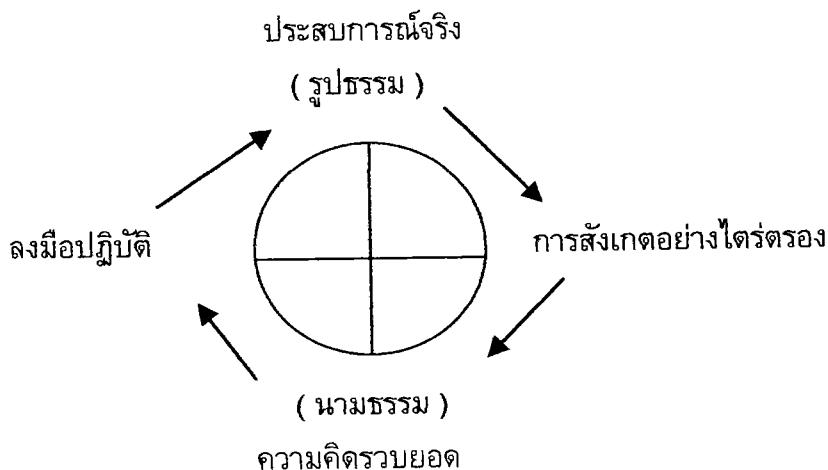 ประสบการณ์จริง
( รูปธรรม )
ลงมือปฏิบัติ
การสังเกตอย่างไตร่ตรอง
( นามธรรม )
ความคิดรวบยอด